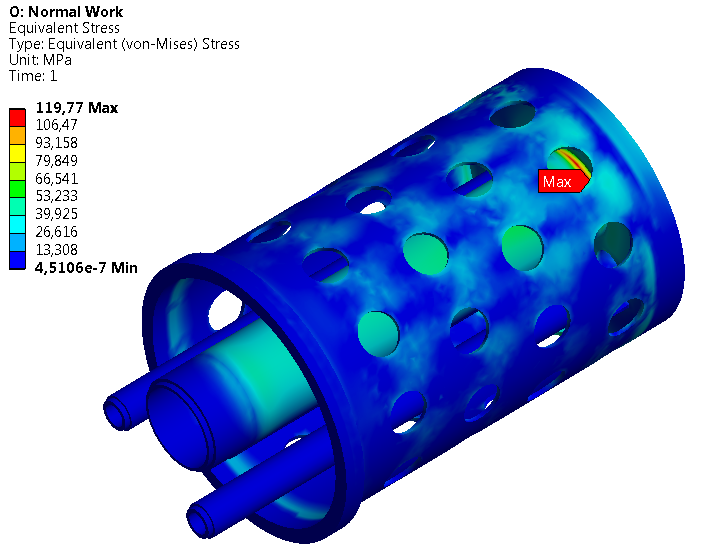 O: Normal Work
Equivalent Stress
Type: Equivalent (von-Mises) Stress
Unit: MPa
Time: 1
119,77 Max
106,47
93,158
79,849
66,541
53,233
39,925
26,616
13,308
4,5106e-7 Min
Max